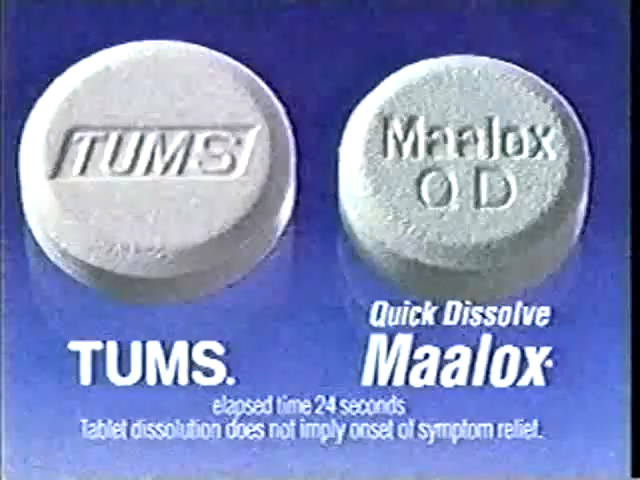 TUMS
Maalox
Q D
Quick Dissolve
TUMS.
Maalox
elapsed time 24 seconds
Tablet dissolution does not imply onset of symptom relief.